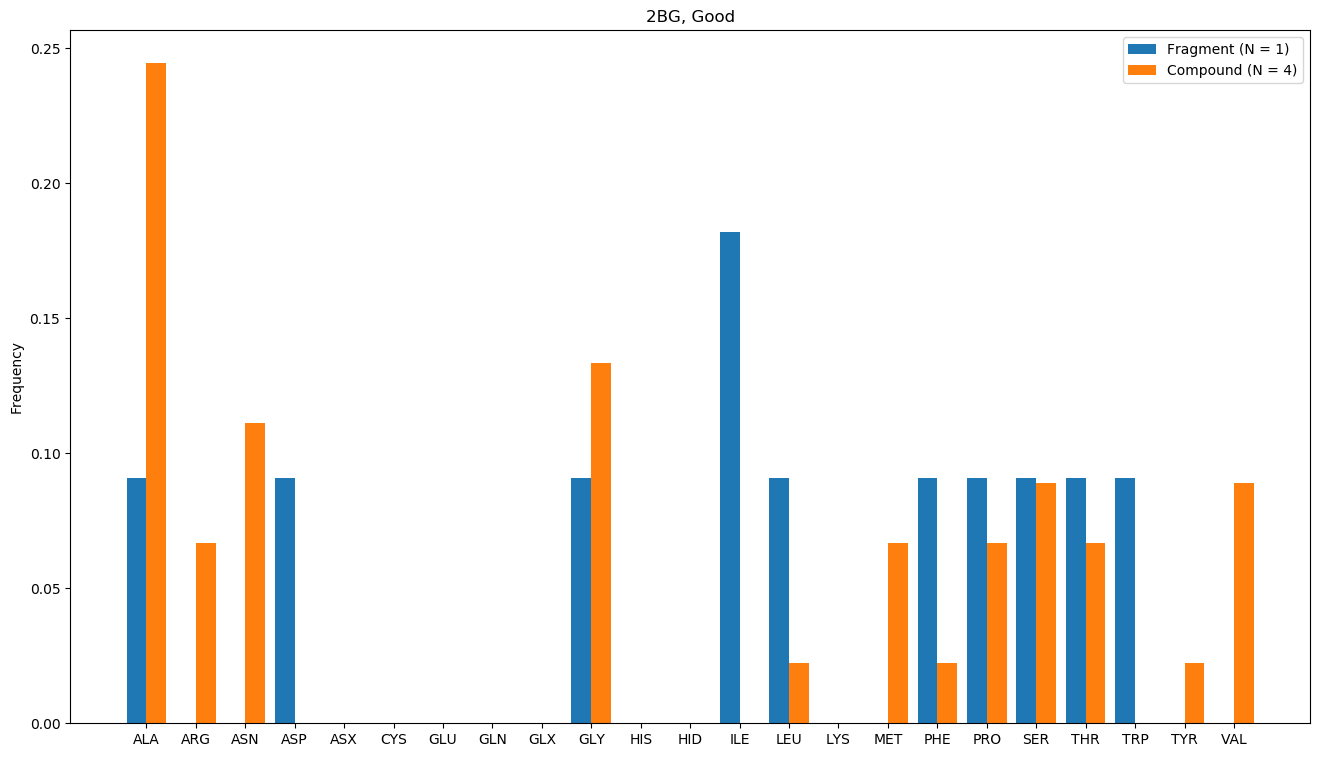 2BG, Good
Fragment (N = 1)
Compound (N = 4)
Frequency
0.25
0.20
0.15
0.10
0.05
0.00
ALA ARG ASN ASP ASX CYS GLU GLN GLX GLY HIS HID ILE LEU LYS MET PHE PRO SER THR TRP TYR VAL